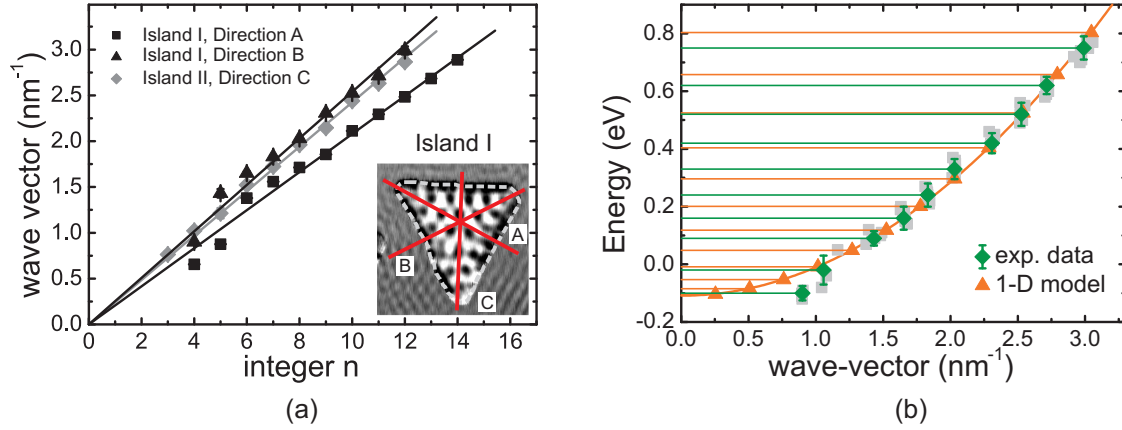 Island I, Direction A
Island I, Direction B
Island II, Direction C
wave vector (nm⁻¹)
3.0
2.5
2.0
1.5
1.0
0.5
0.0
0 2 4 6 8 10 12 14 16
integer n
Island I
A
B
C
(a)
Energy (eV)
0.8
0.6
0.4
0.2
0.0
-0.2
0.0 0.5 1.0 1.5 2.0 2.5 3.0
wave-vector (nm⁻¹)
exp. data
1-D model
(b)